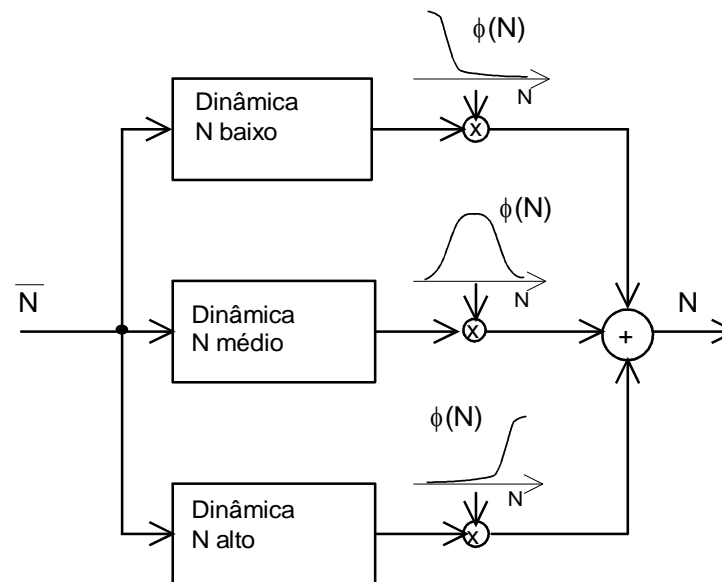 ϕ(N)
N
Dinâmica
N baixo
x
ϕ(N)
N
N̅
Dinâmica
N médio
x
N
+
ϕ(N)
N
Dinâmica
N alto
x